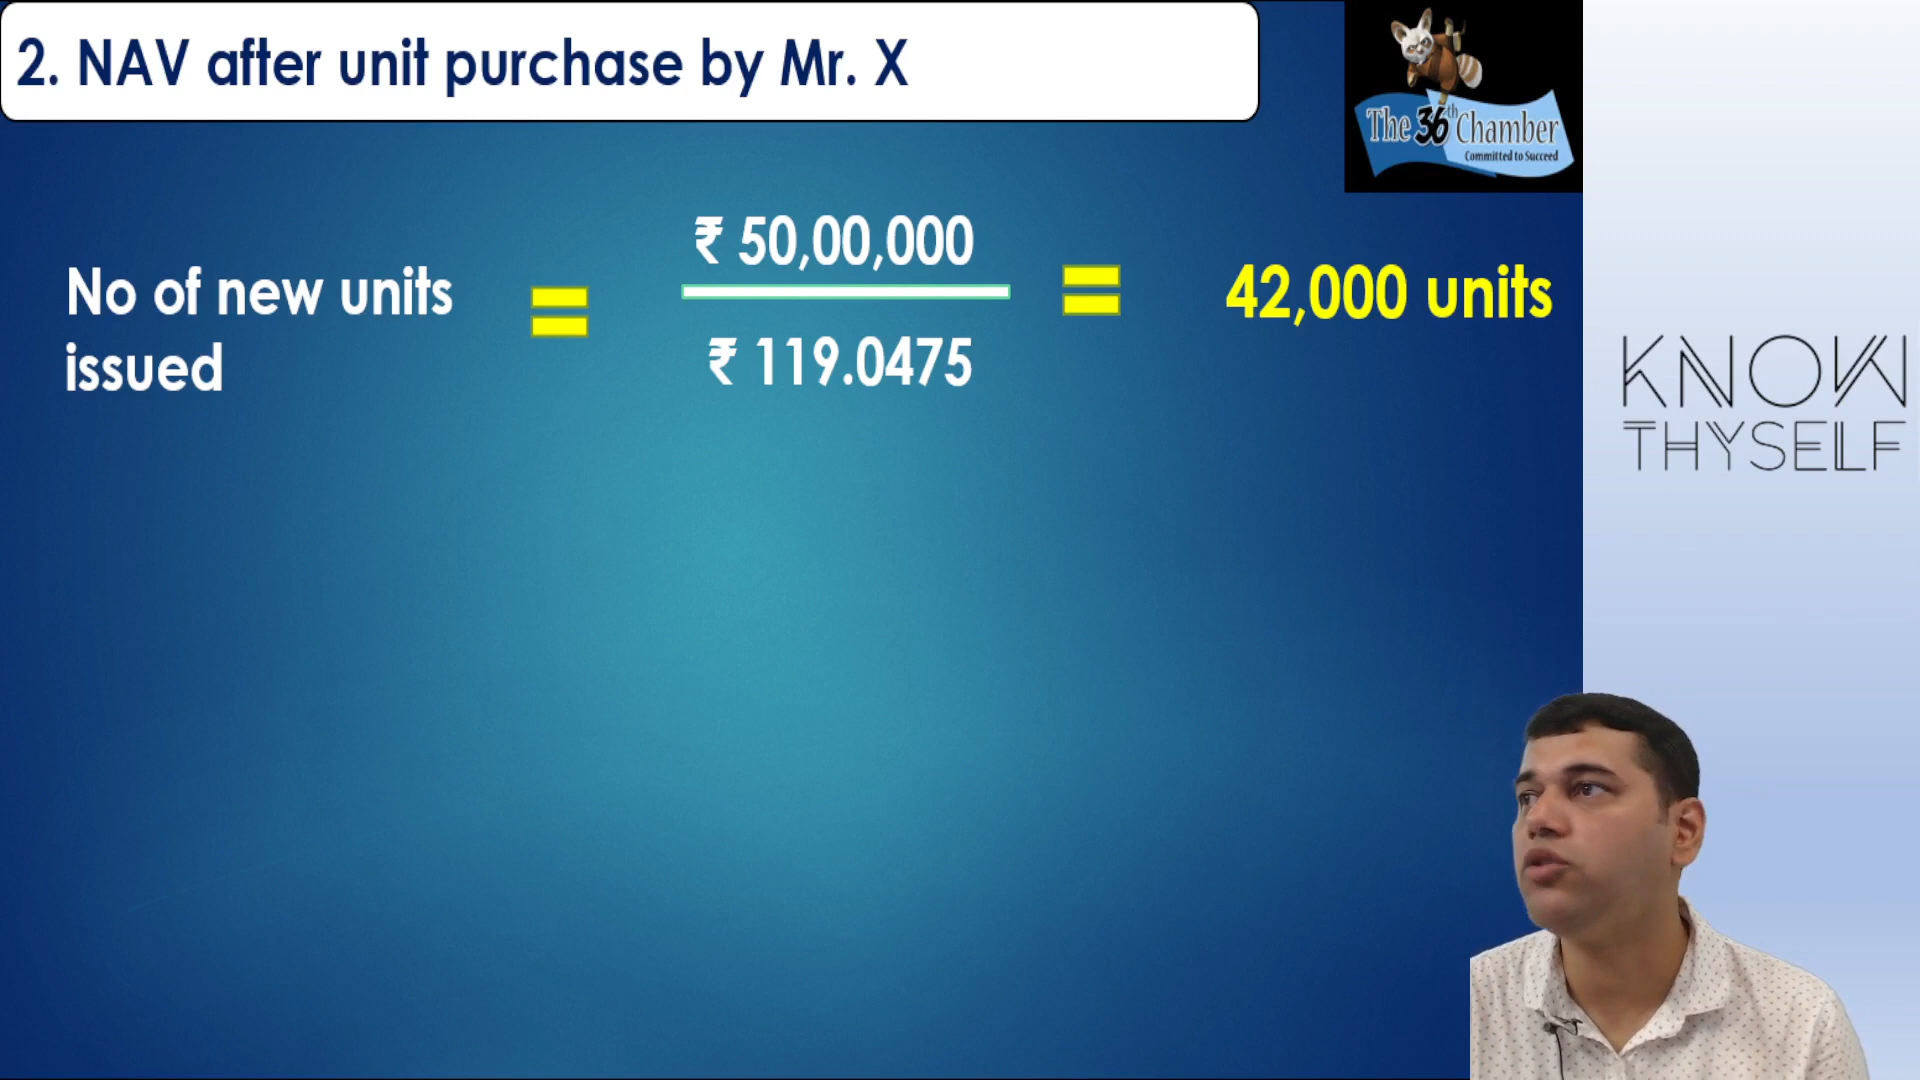 2. NAV after unit purchase by Mr. X
The 36th Chamber
Committed to Succeed
₹ 50,00,000
No of new units
issued
=
=
42,000 units
₹ 119.0475
KNOW
THYSELF